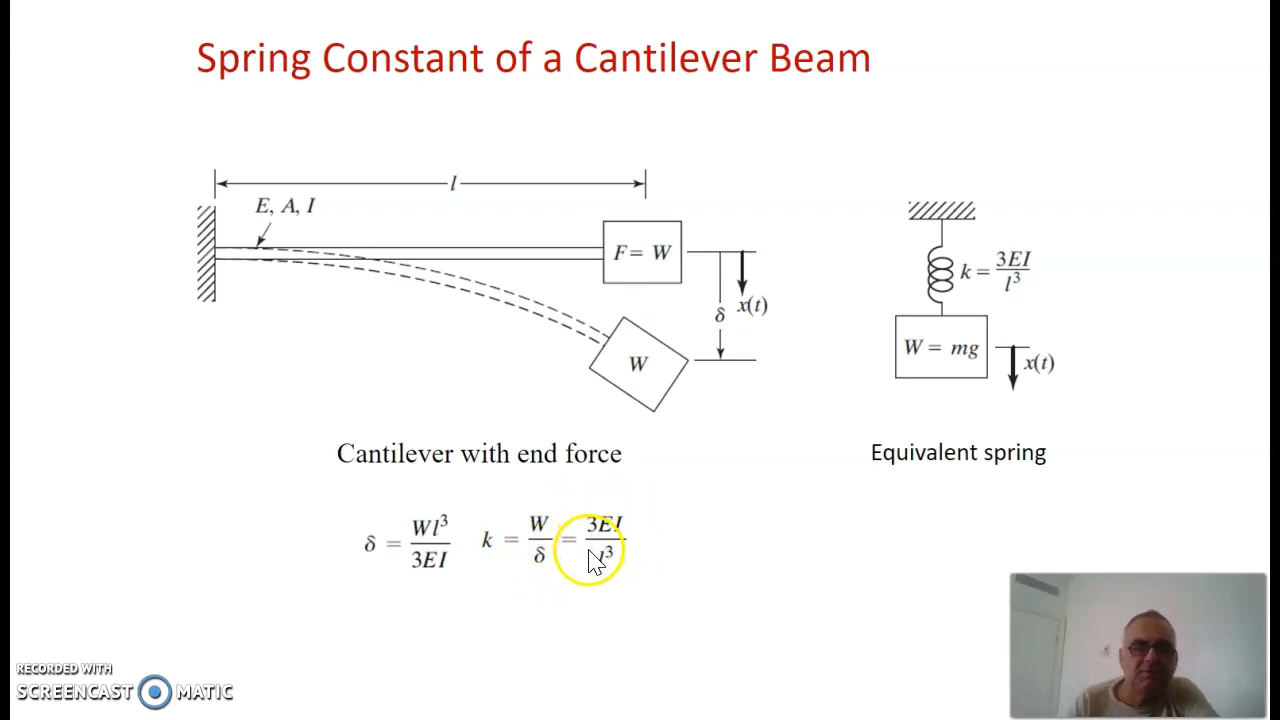 Spring Constant of a Cantilever Beam
l
E, A, I
F = W
δ
x(t)
W
k = 3EI/l³
W = mg
x(t)
Cantilever with end force
Equivalent spring
δ = Wl³/3EI k = W/δ = 3EI/l³
RECORDED WITH
SCREENCAST MATIC